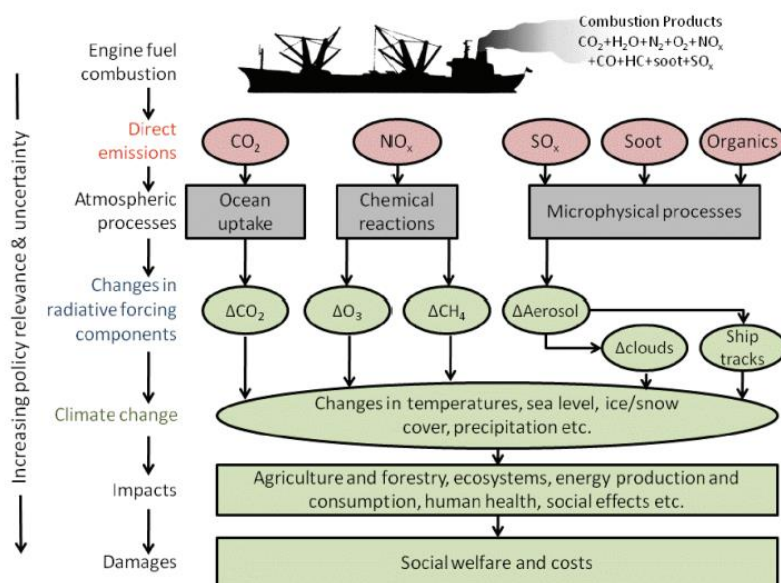 Combustion Products
CO₂+H₂O+N₂+O₂+NOₓ
+CO+HC+soot+SOₓ
Engine fuel
combustion
Direct
emissions
CO₂
NOₓ
SOₓ
Soot
Organics
Atmospheric
processes
Ocean
uptake
Chemical
reactions
Microphysical processes
Changes in
radiative forcing
components
ΔCO₂
ΔO₃
ΔCH₄
ΔAerosol
Δclouds
Ship
tracks
Climate change
Changes in temperatures, sea level, ice/snow
cover, precipitation etc.
Impacts
Agriculture and forestry, ecosystems, energy production and
consumption, human health, social effects etc.
Damages
Social welfare and costs
Increasing policy relevance & uncertainty